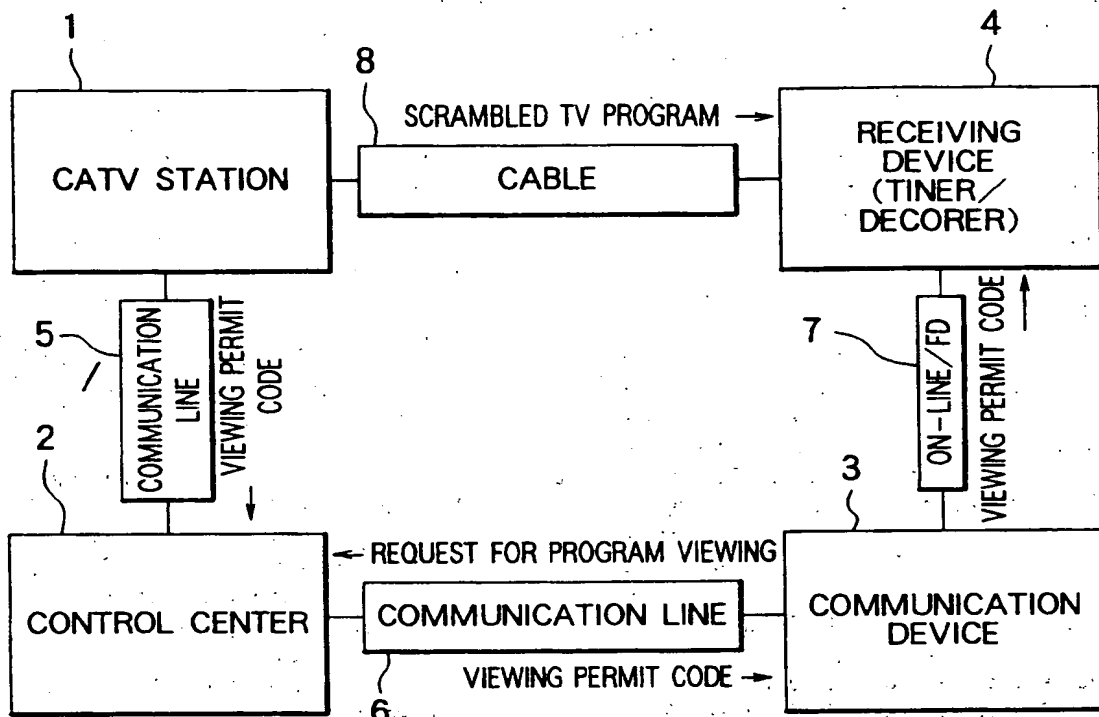 1
8
4
SCRAMBLED TV PROGRAM →
CATV STATION
CABLE
RECEIVING
DEVICE
(TINER/
DECORER)
5
COMMUNICATION
LINE
VIEWING PERMIT
CODE
↓
7
ON-LINE/FD
VIEWING PERMIT CODE
→
2
3
← REQUEST FOR PROGRAM VIEWING
CONTROL CENTER
COMMUNICATION LINE
COMMUNICATION
DEVICE
VIEWING PERMIT CODE →
6